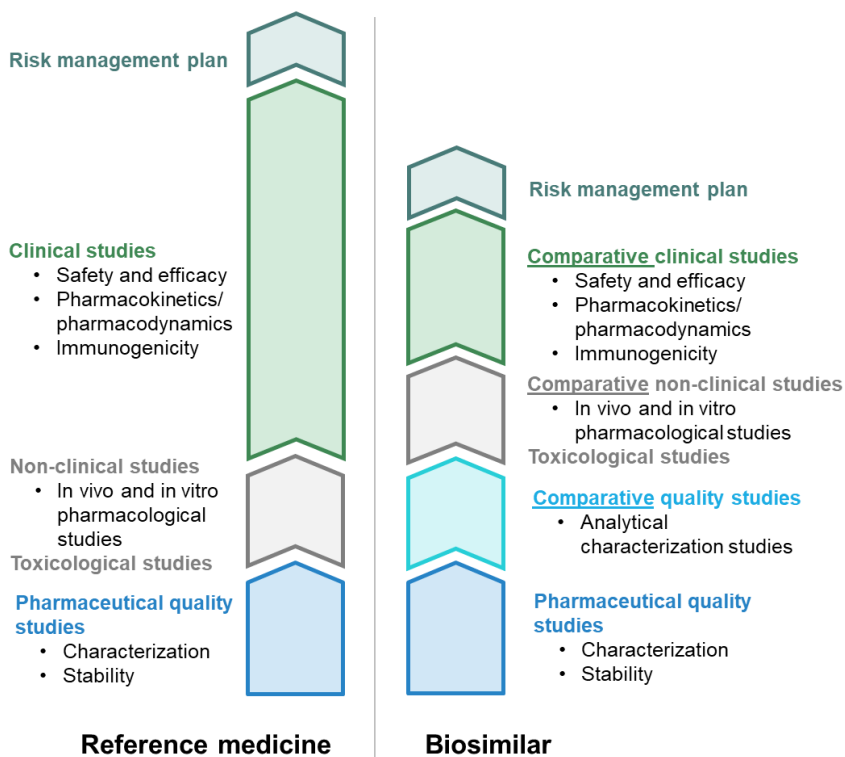 Risk management plan
Clinical studies
• Safety and efficacy
• Pharmacokinetics/
pharmacodynamics
• Immunogenicity
Non-clinical studies
• In vivo and in vitro
pharmacological
studies
Toxicological studies
Pharmaceutical quality
studies
• Characterization
• Stability
Reference medicine
Risk management plan
Comparative clinical studies
• Safety and efficacy
• Pharmacokinetics/
pharmacodynamics
• Immunogenicity
Comparative non-clinical studies
• In vivo and in vitro
pharmacological studies
Toxicological studies
Comparative quality studies
• Analytical
characterization studies
Pharmaceutical quality
studies
• Characterization
• Stability
Biosimilar